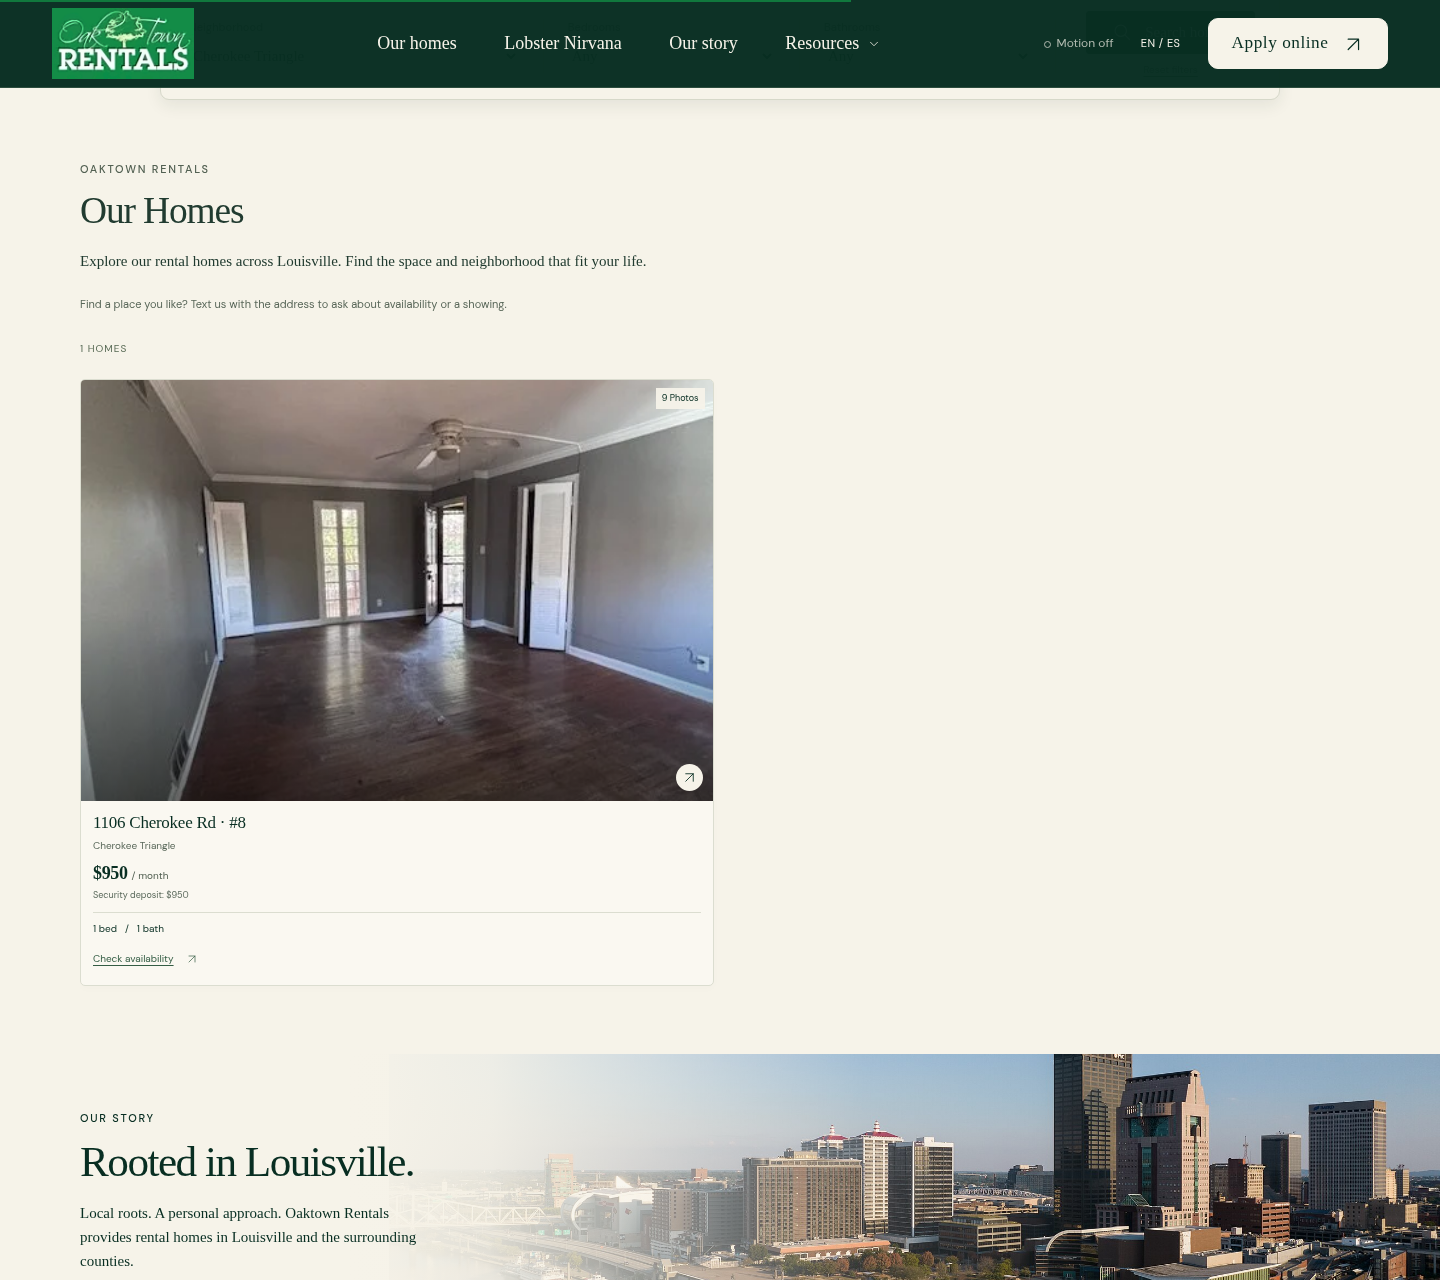 Oak Town
RENTALS
Our homes
Lobster Nirvana
Our story
Resources
Motion off
EN / ES
Apply online
OAKTOWN RENTALS
Our Homes
Explore our rental homes across Louisville. Find the space and neighborhood that fit your life.
Find a place you like? Text us with the address to ask about availability or a showing.
1 HOMES
9 Photos
1106 Cherokee Rd · #8
Cherokee Triangle
$950 / month
Security deposit: $950
1 bed / 1 bath
Check availability
OUR STORY
Rooted in Louisville.
Local roots. A personal approach. Oaktown Rentals
provides rental homes in Louisville and the surrounding
counties.